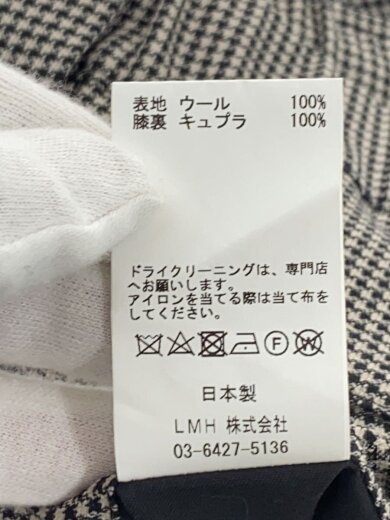 表地 ウール 100%
膝裏 キュプラ 100%
ドライクリーニングは、専門店
へお願いします。
アイロンを当てる際は当て布を
してください。
F W
日本製
LMH 株式会社
03-6427-5136